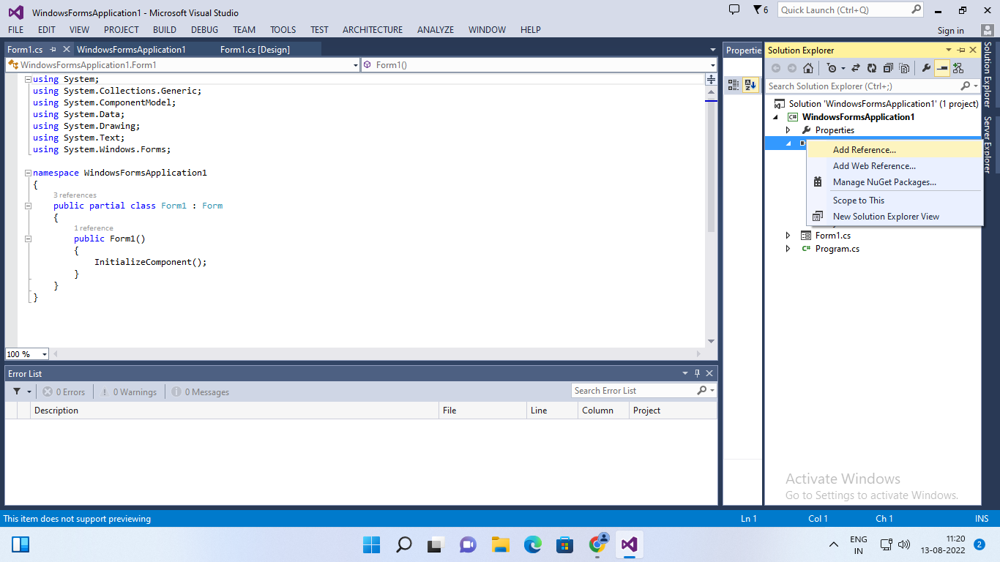 WindowsFormsApplication1 - Microsoft Visual Studio
6
Quick Launch (Ctrl+Q)
FILE EDIT VIEW PROJECT BUILD DEBUG TEAM TOOLS TEST ARCHITECTURE ANALYZE WINDOW HELP
Sign in
Form1.cs WindowsFormsApplication1 Form1.cs [Design]
WindowsFormsApplication1.Form1 Form1()
using System;
using System.Collections.Generic;
using System.ComponentModel;
using System.Data;
using System.Drawing;
using System.Text;
using System.Windows.Forms;
namespace WindowsFormsApplication1
{
3 references
public partial class Form1 : Form
{
1 reference
public Form1()
{
InitializeComponent();
}
}
}
100 %
Error List
0 Errors 0 Warnings 0 Messages
Search Error List
Description File Line Column Project
Propertie
Solution Explorer
Search Solution Explorer (Ctrl+;)
Solution 'WindowsFormsApplication1' (1 project)
C# WindowsFormsApplication1
Properties
Add Reference...
Add Web Reference...
Manage NuGet Packages...
Scope to This
New Solution Explorer View
Form1.cs
C# Program.cs
Solution Explorer
Server Explorer
Activate Windows
Go to Settings to activate Windows.
This item does not support previewing
Ln 1 Col 1 Ch 1 INS
ENG
IN
11:20
13-08-2022
2